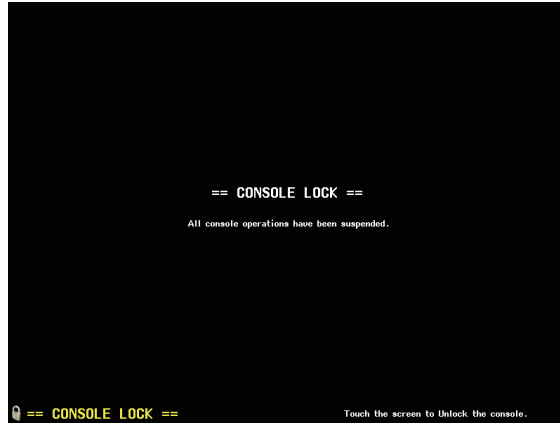 == CONSOLE LOCK ==
All console operations have been suspended.
== CONSOLE LOCK ==
Touch the screen to Unlock the console.